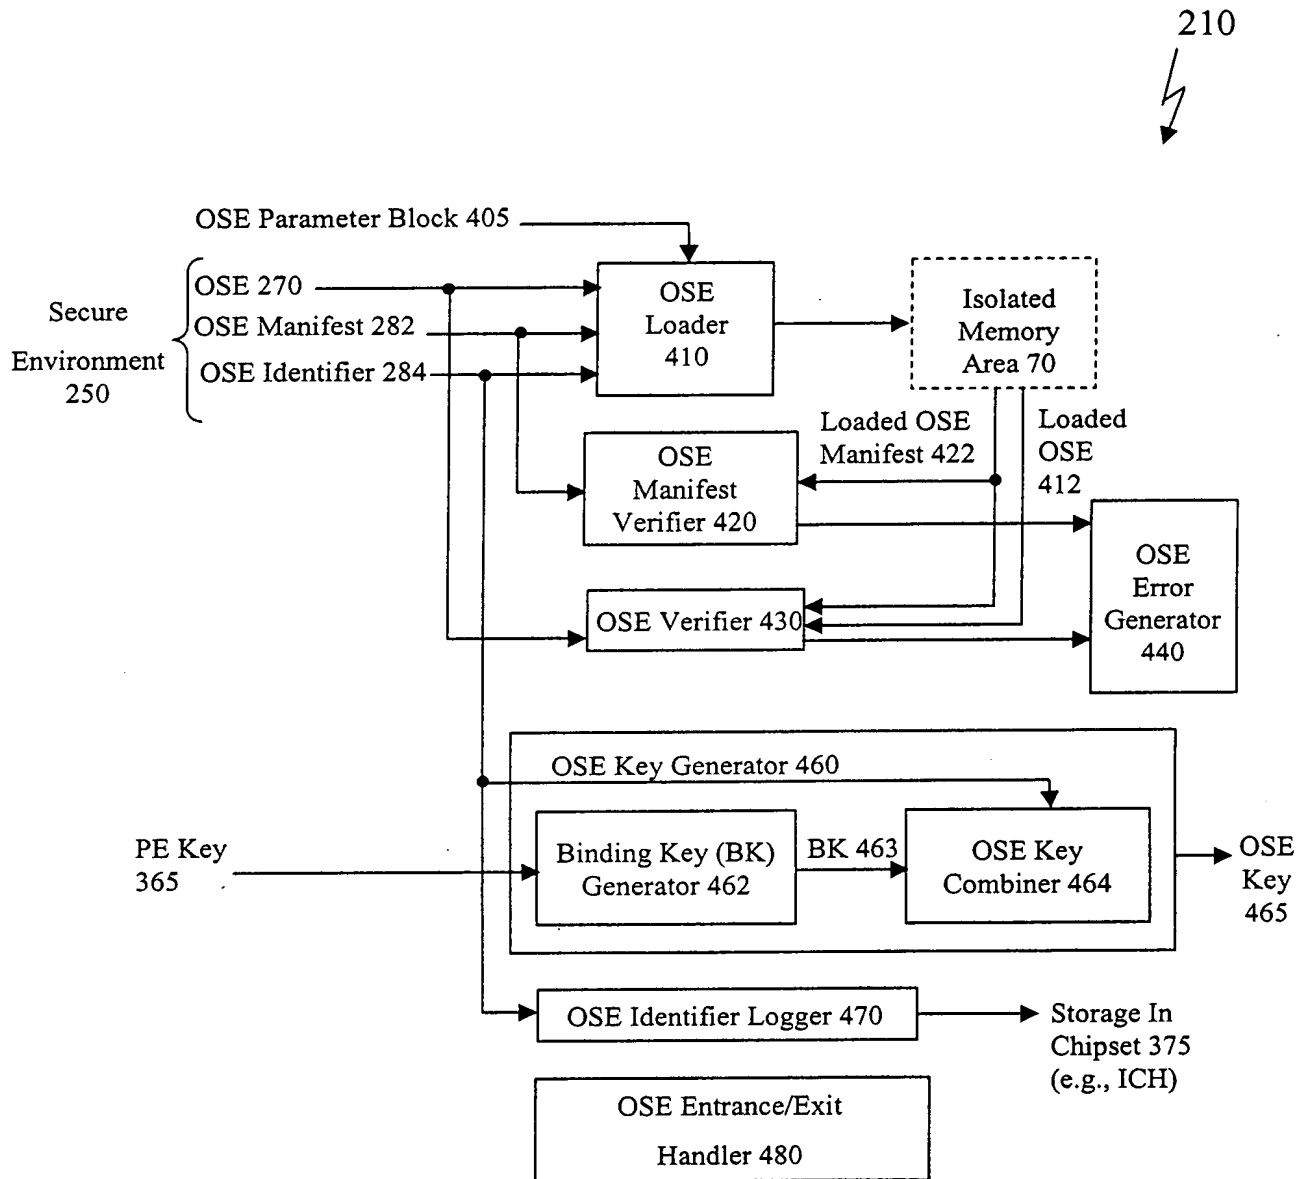 210
OSE Parameter Block 405
Secure
Environment
250
OSE 270
OSE Manifest 282
OSE Identifier 284
OSE
Loader
410
Isolated
Memory
Area 70
Loaded OSE
Manifest 422
Loaded
OSE
412
OSE
Manifest
Verifier 420
OSE Verifier 430
OSE
Error
Generator
440
OSE Key Generator 460
PE Key
365
Binding Key (BK)
Generator 462
BK 463
OSE Key
Combiner 464
OSE
Key
465
OSE Identifier Logger 470
Storage In
Chipset 375
(e.g., ICH)
OSE Entrance/Exit
Handler 480